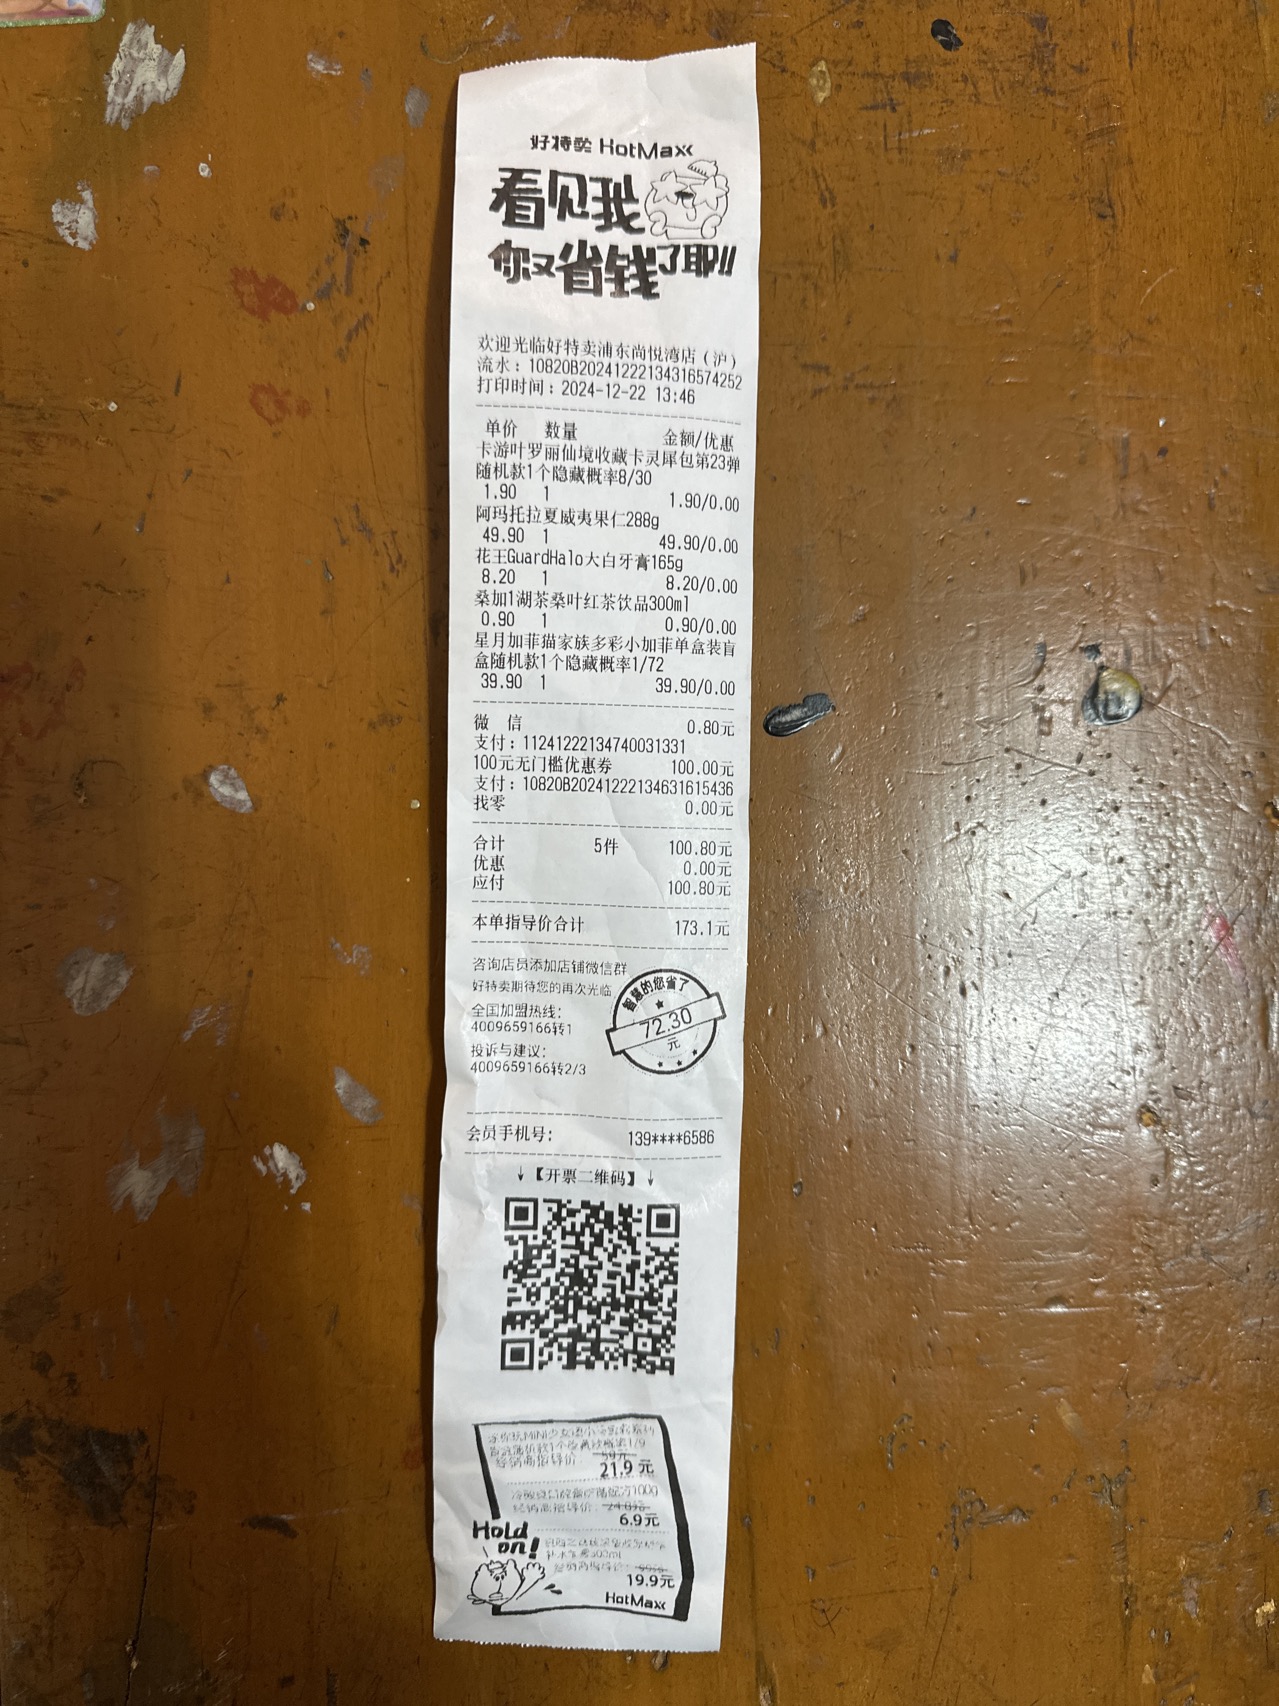 好特卖 HotMaxx
看见我
你又省钱了耶!!
欢迎光临好特卖浦东尚悦湾店（沪）
流水：10820B20241222134316574252
打印时间：2024-12-22 13:46
单价 数量 金额/优惠
卡游叶罗丽仙境收藏卡灵犀包第23弹
随机款1个隐藏概率8/30
1.90 1 1.90/0.00
阿玛托拉夏威夷果仁288g
49.90 1 49.90/0.00
花王GuardHalo大白牙膏165g
8.20 1 8.20/0.00
桑加1湖茶桑叶红茶饮品300ml
0.90 1 0.90/0.00
星月加菲猫家族多彩小加菲单盒装盲
盒随机款1个隐藏概率1/72
39.90 1 39.90/0.00
微 信 0.80元
支付：11241222134740031331
100元无门槛优惠券 100.00元
支付：10820B20241222134631615436
找零 0.00元
合计 5件 100.80元
优惠 0.00元
应付 100.80元
本单指导价合计 173.1元
咨询店员添加店铺微信群
好特卖期待您的再次光临
全国加盟热线：
4009659166转1
投诉与建议：
4009659166转2/3
智慧的您省了
72.30
元
会员手机号： 139****6586
↓【开票二维码】↓
21.9元
6.9元
Hold
on!
19.9元
HotMaxx